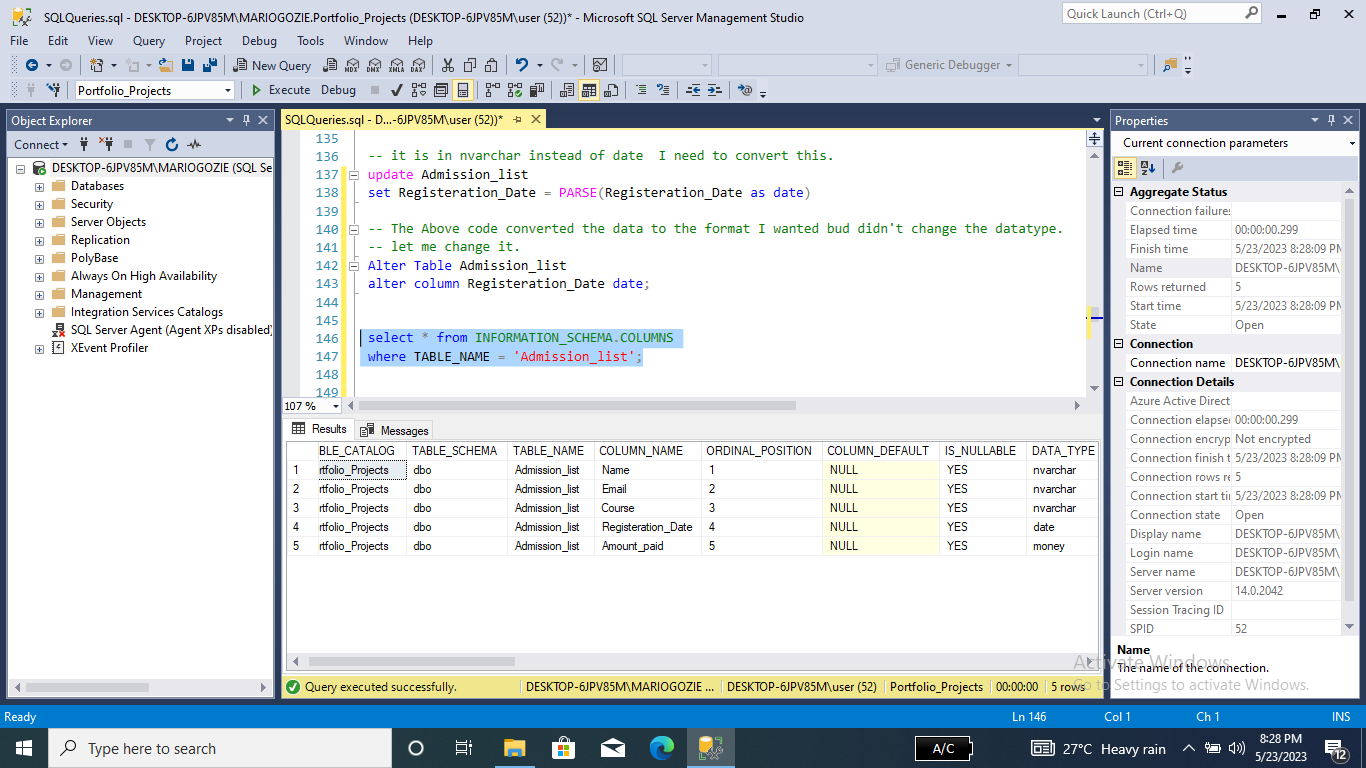 SQLQueries.sql - DESKTOP-6JPV85M\MARIOGOZIE.Portfolio_Projects (DESKTOP-6JPV85M\user (52))* - Microsoft SQL Server Management Studio
Quick Launch (Ctrl+Q)
File Edit View Query Project Debug Tools Window Help
New Query MDX DMX XMLA DAX Generic Debugger
Portfolio_Projects Execute Debug
Object Explorer
Connect
DESKTOP-6JPV85M\MARIOGOZIE (SQL Se
Databases
Security
Server Objects
Replication
PolyBase
Always On High Availability
Management
Integration Services Catalogs
SQL Server Agent (Agent XPs disabled)
XEvent Profiler
SQLQueries.sql - D...-6JPV85M\user (52))*
135
136 -- it is in nvarchar instead of date  I need to convert this.
137 update Admission_list
138 set Registeration_Date = PARSE(Registeration_Date as date)
139
140 -- The Above code converted the data to the format I wanted bud didn't change the datatype.
141 -- let me change it.
142 Alter Table Admission_list
143 alter column Registeration_Date date;
144
145
146 select * from INFORMATION_SCHEMA.COLUMNS
147 where TABLE_NAME = 'Admission_list';
148
149
107 %
Results Messages
BLE_CATALOG TABLE_SCHEMA TABLE_NAME COLUMN_NAME ORDINAL_POSITION COLUMN_DEFAULT IS_NULLABLE DATA_TYPE
1 rtfolio_Projects dbo Admission_list Name 1 NULL YES nvarchar
2 rtfolio_Projects dbo Admission_list Email 2 NULL YES nvarchar
3 rtfolio_Projects dbo Admission_list Course 3 NULL YES nvarchar
4 rtfolio_Projects dbo Admission_list Registeration_Date 4 NULL YES date
5 rtfolio_Projects dbo Admission_list Amount_paid 5 NULL YES money
Query executed successfully. DESKTOP-6JPV85M\MARIOGOZIE ... DESKTOP-6JPV85M\user (52) Portfolio_Projects 00:00:00 5 rows
Properties
Current connection parameters
Aggregate Status
Connection failures
Elapsed time 00:00:00.299
Finish time 5/23/2023 8:28:09 PM
Name DESKTOP-6JPV85M\
Rows returned 5
Start time 5/23/2023 8:28:09 PM
State Open
Connection
Connection name DESKTOP-6JPV85M\
Connection Details
Azure Active Direct
Connection elapse 00:00:00.299
Connection encryp Not encrypted
Connection finish t 5/23/2023 8:28:09 PM
Connection rows re 5
Connection start ti 5/23/2023 8:28:09 PM
Connection state Open
Display name DESKTOP-6JPV85M\
Login name DESKTOP-6JPV85M\
Server name DESKTOP-6JPV85M\
Server version 14.0.2042
Session Tracing ID
SPID 52
Name
The name of the connection.
Activate Windows
Go to Settings to activate Windows.
Ready Ln 146 Col 1 Ch 1 INS
Type here to search A/C 27°C Heavy rain 8:28 PM
5/23/2023 12